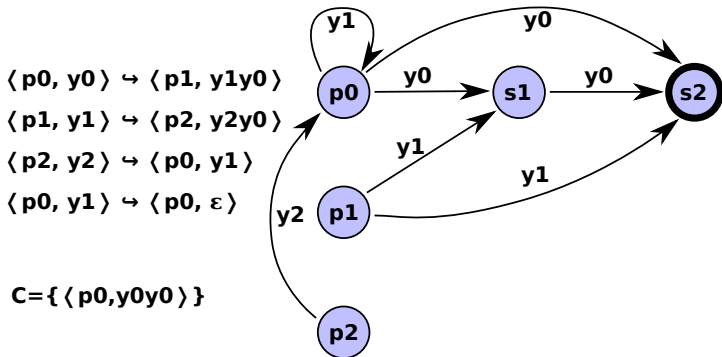 y1
y0
⟨p0, y0⟩ ↪ ⟨p1, y1y0⟩
p0
y0
s1
y0
s2
⟨p1, y1⟩ ↪ ⟨p2, y2y0⟩
⟨p2, y2⟩ ↪ ⟨p0, y1⟩
y1
y1
⟨p0, y1⟩ ↪ ⟨p0, ε⟩
y2
p1
C={⟨p0,y0y0⟩}
p2